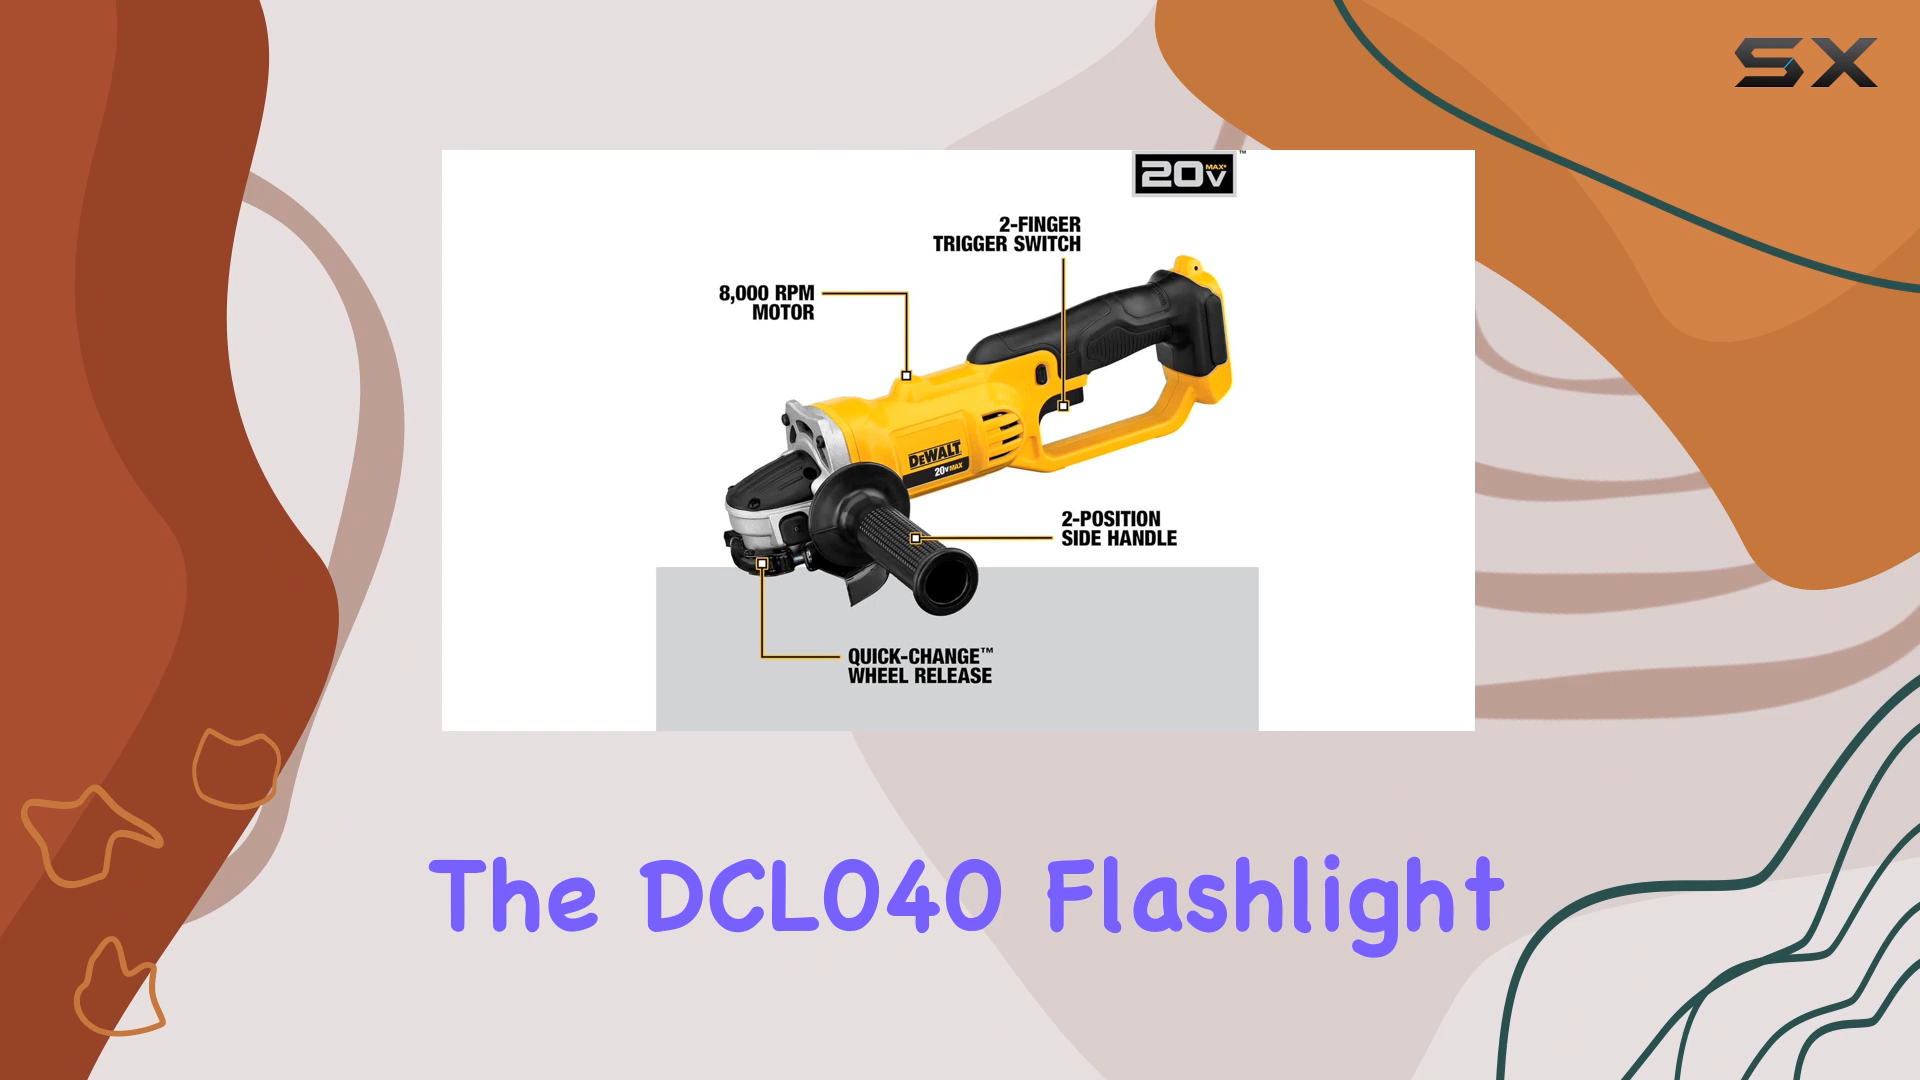 SX
20V MAX* ™
2-FINGER
TRIGGER SWITCH
8,000 RPM
MOTOR
DEWALT
20V MAX
2-POSITION
SIDE HANDLE
QUICK-CHANGE™
WHEEL RELEASE
The DCL040 Flashlight